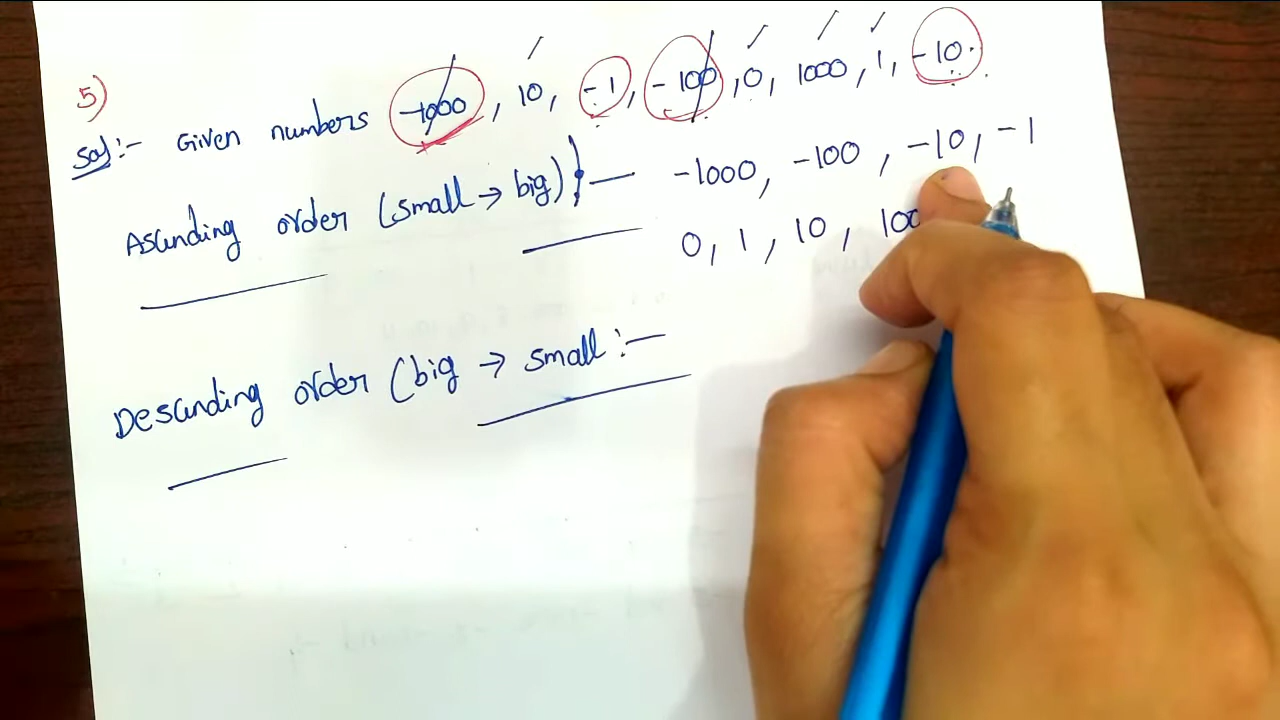 5)
Sol:- Given numbers -1000, 10, -1, -100, 0, 1000, 1, -10.
Ascending order (small → big)}— -1000, -100, -10, -1
0, 1, 10, 100
Descending order (big → small :-